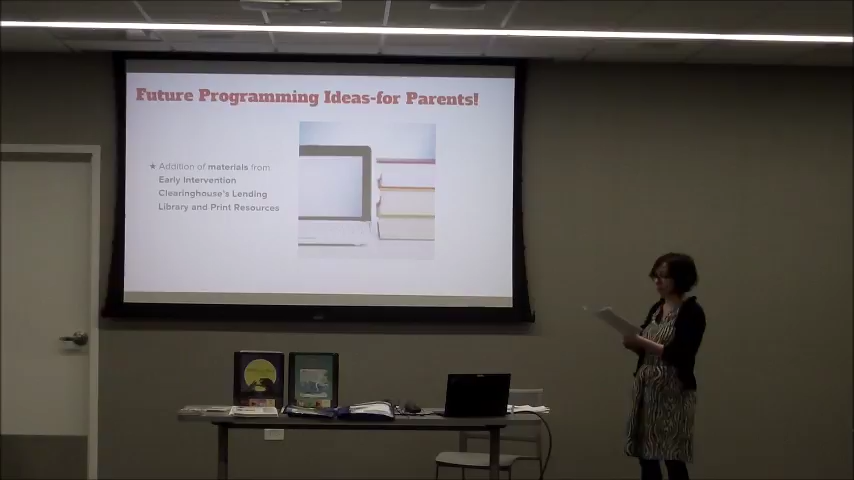 Future Programming Ideas-for Parents!
★ Addition of materials from
Early Intervention
Clearinghouse's Lending
Library and Print Resources